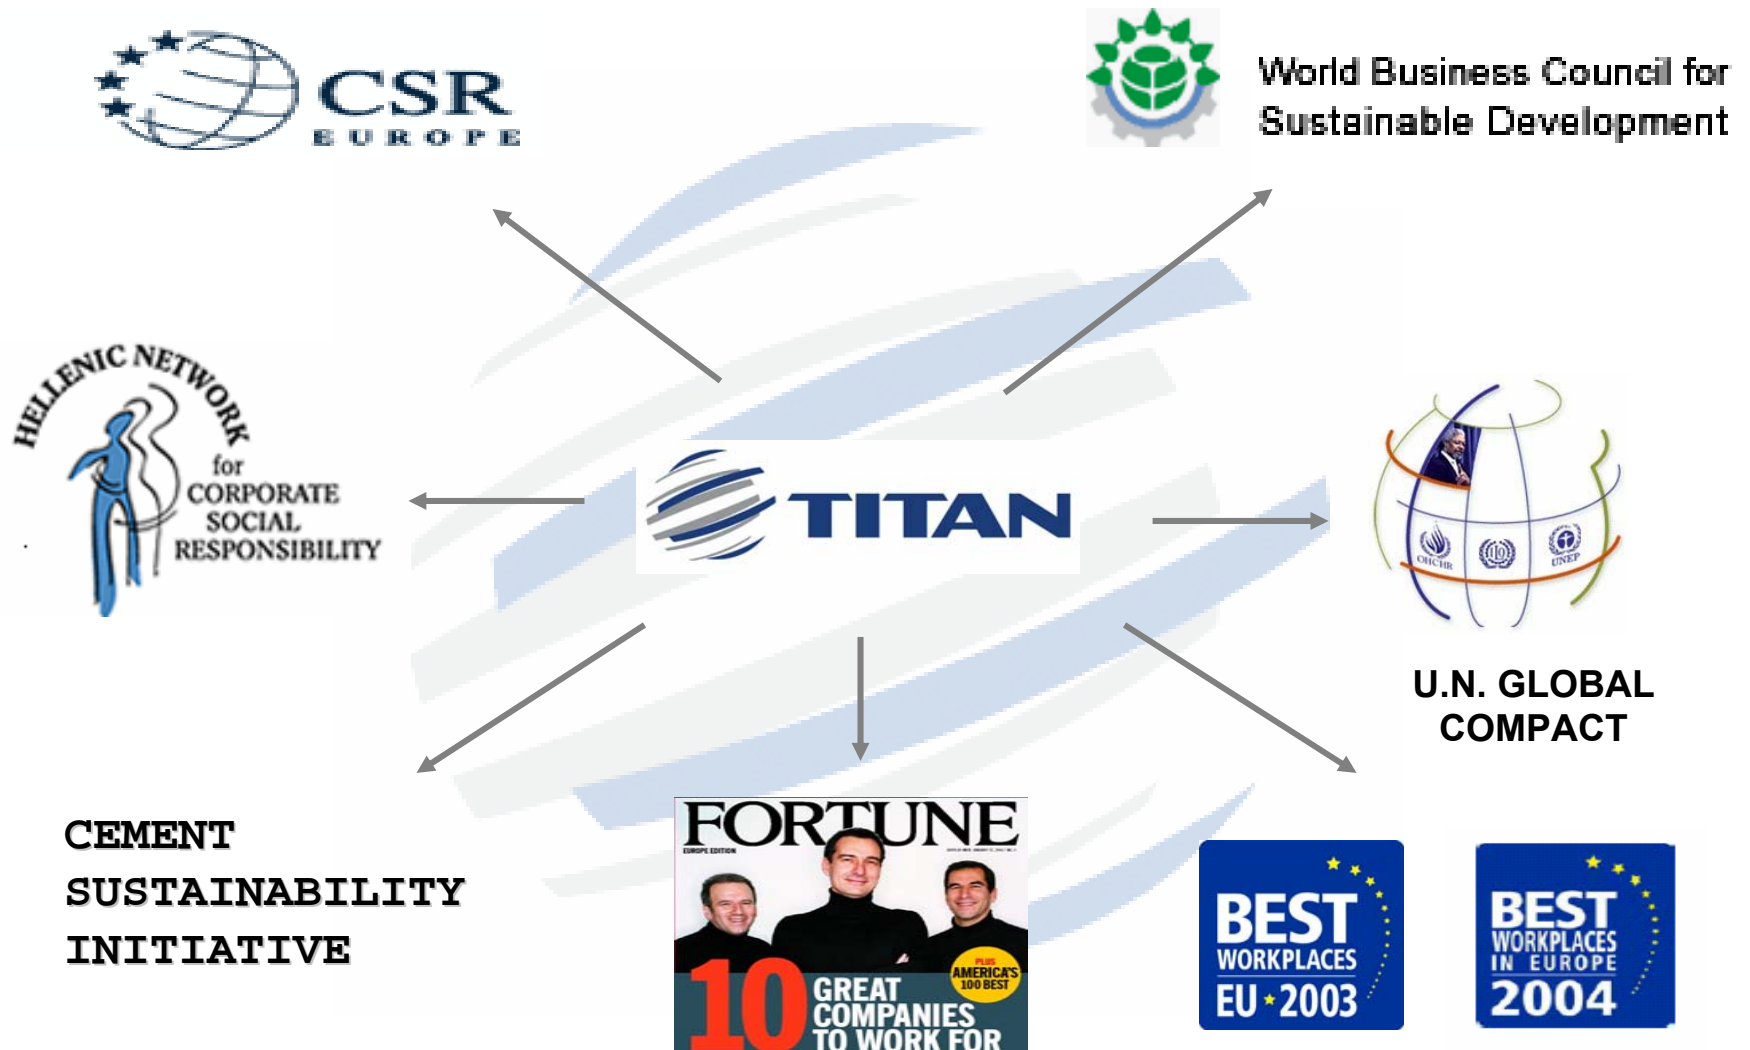 CSR
EUROPE
World Business Council for
Sustainable Development
HELLENIC NETWORK
for
CORPORATE
SOCIAL
RESPONSIBILITY
TITAN
OHCHR
UNEP
U.N. GLOBAL
COMPACT
CEMENT
SUSTAINABILITY
INITIATIVE
FORTUNE
EUROPE EDITION
PLUS
AMERICA'S
100 BEST
10
GREAT
COMPANIES
TO WORK FOR
BEST
WORKPLACES
EU ★ 2003
BEST
WORKPLACES
IN EUROPE
2004